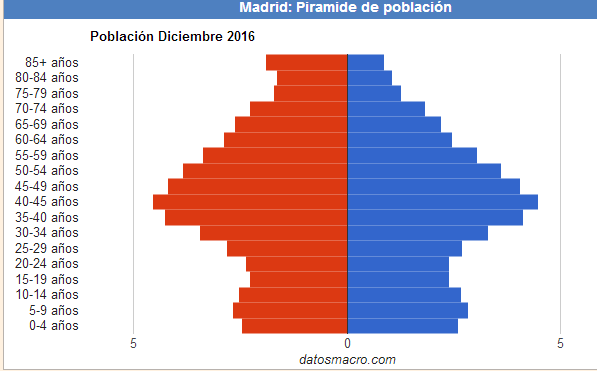 Madrid: Piramide de población
Población Diciembre 2016
85+ años
80-84 años
75-79 años
70-74 años
65-69 años
60-64 años
55-59 años
50-54 años
45-49 años
40-45 años
35-40 años
30-34 años
25-29 años
20-24 años
15-19 años
10-14 años
5-9 años
0-4 años
5 0 5
datosmacro.com